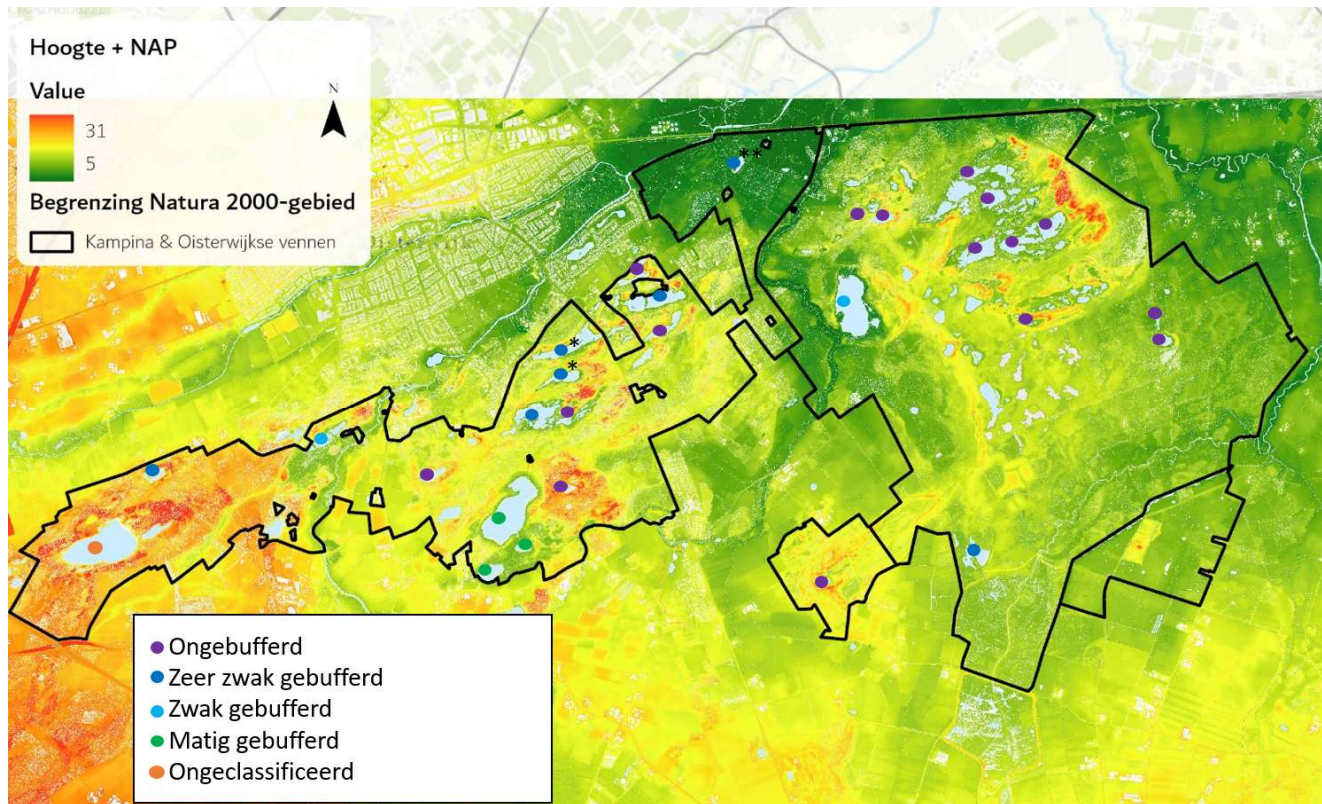 Hoogte + NAP
Value
N
31
5
Begrenzing Natura 2000-gebied
Kampina & Oisterwijkse vennen
**
*
*
Ongebufferd
Zeer zwak gebufferd
Zwak gebufferd
Matig gebufferd
Ongeclassificeerd